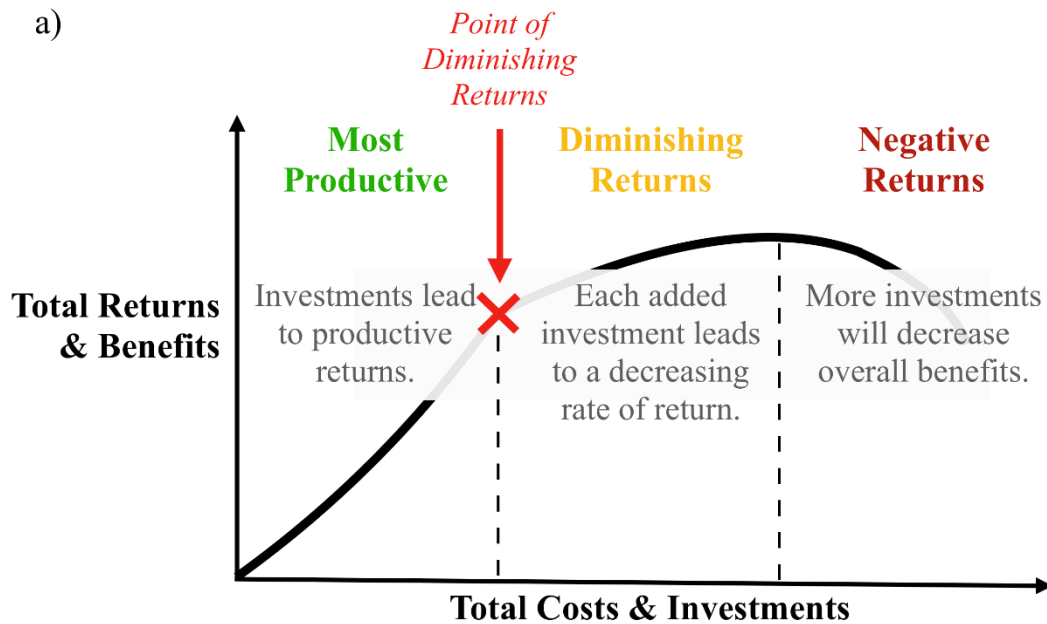 a)
Point of
Diminishing
Returns
Most
Productive
Diminishing
Returns
Negative
Returns
Total Returns
& Benefits
Investments lead
to productive
returns.
Each added
investment leads
to a decreasing
rate of return.
More investments
will decrease
overall benefits.
Total Costs & Investments